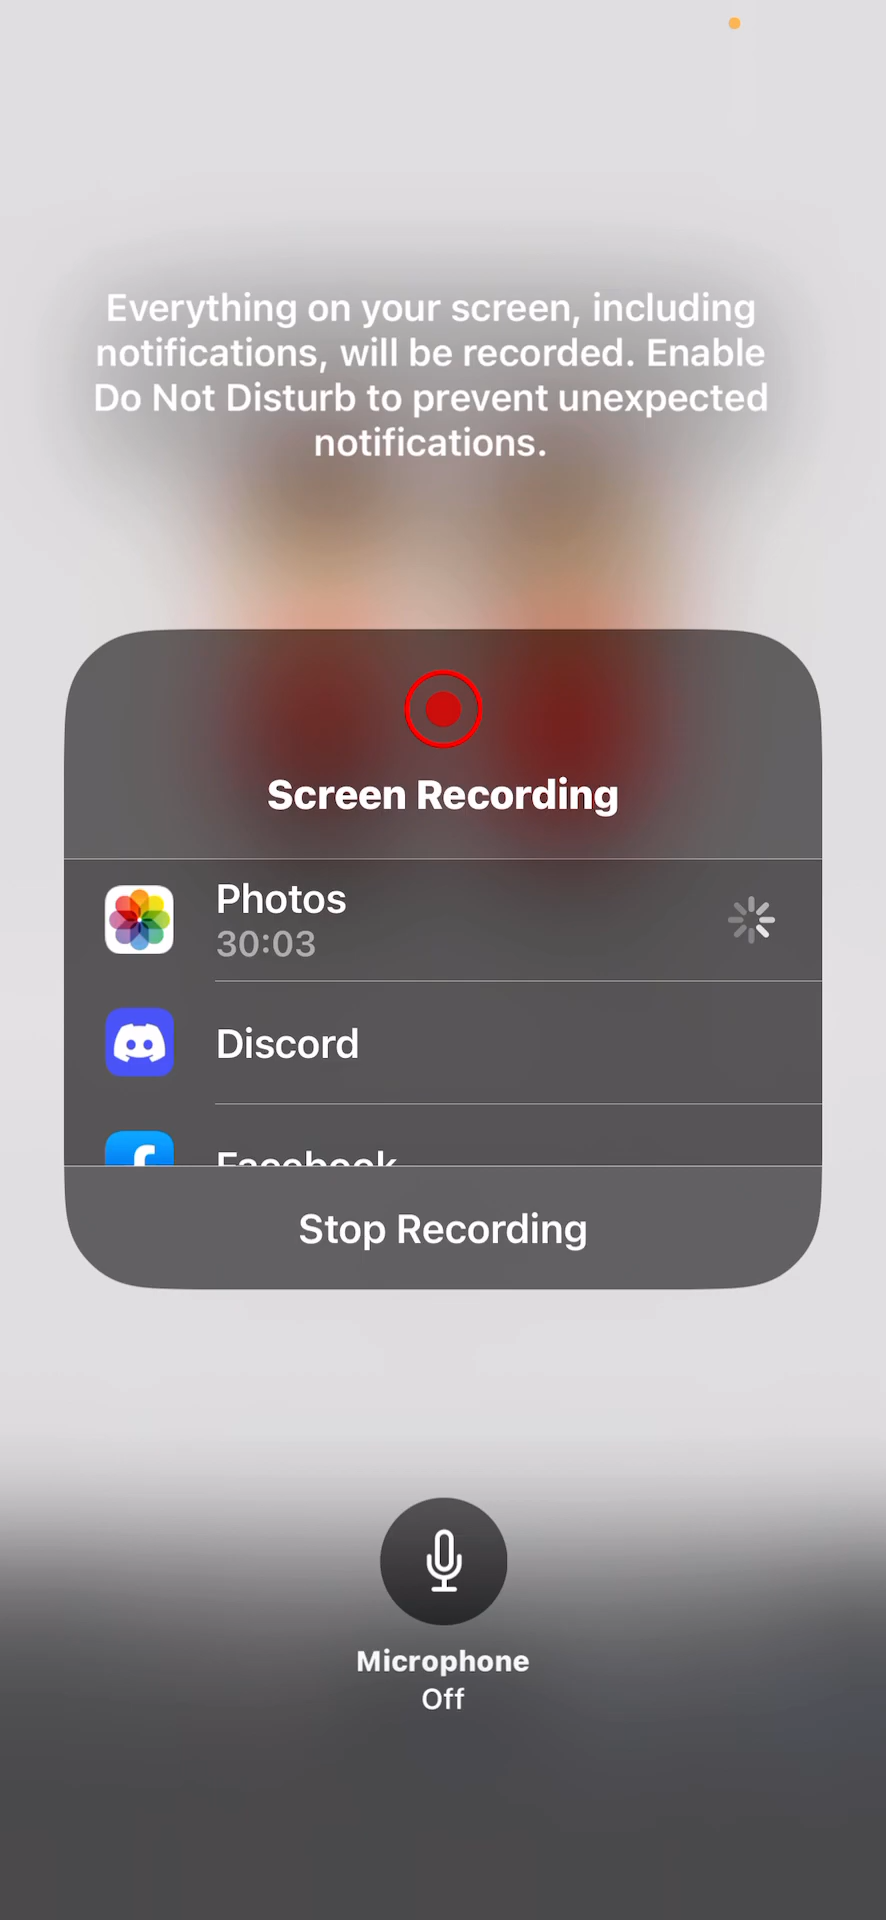 Everything on your screen, including
notifications, will be recorded. Enable
Do Not Disturb to prevent unexpected
notifications.
Screen Recording
Photos
30:03
Discord
Facebook
Stop Recording
Microphone
Off